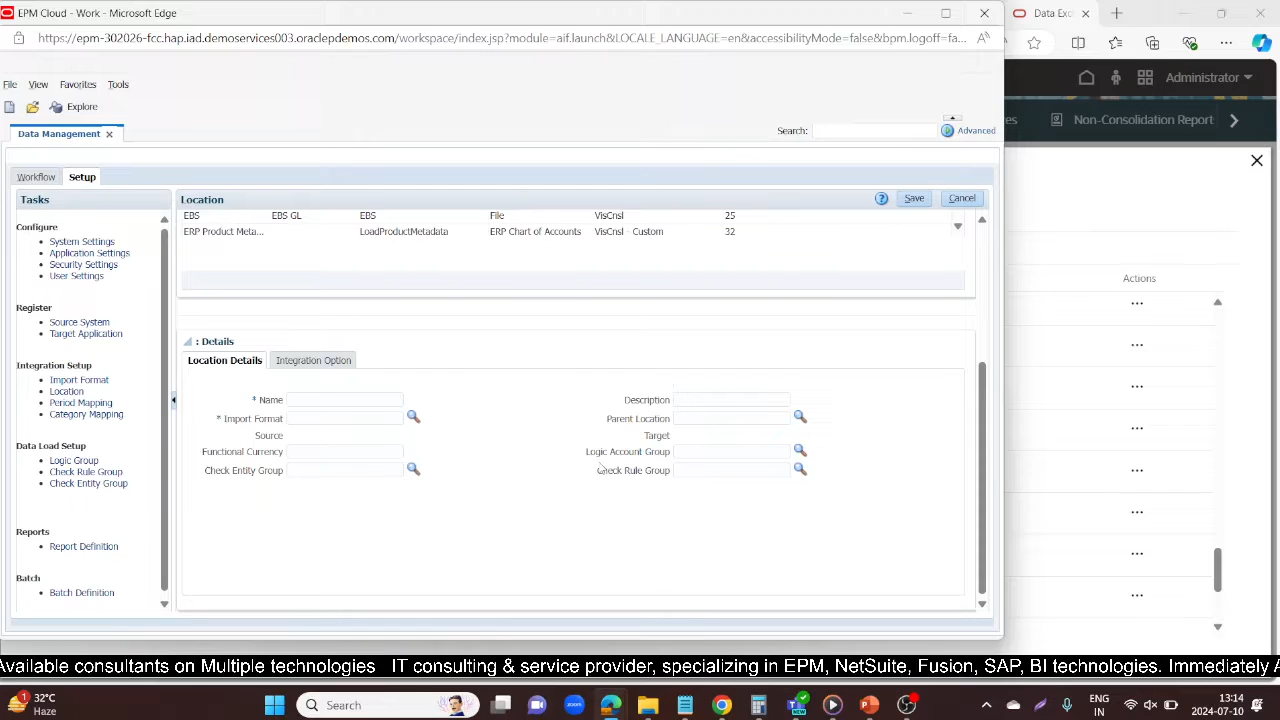 EPM Cloud - Work - Microsoft Edge
Data Exc
https://epm-302026-fcc.hap.iad.demoservices003.oraclepdemos.com/workspace/index.jsp?module=aif.launch&LOCALE_LANGUAGE=en&accessibilityMode=false&bpm.logoff=fa...
File View Favorites Tools
Administrator
Explore
Non-Consolidation Report
Data Management
Search:
Advanced
Workflow Setup
Tasks
Configure
System Settings
Application Settings
Security Settings
User Settings
Register
Source System
Target Application
Integration Setup
Import Format
Location
Period Mapping
Category Mapping
Data Load Setup
Logic Group
Check Rule Group
Check Entity Group
Reports
Report Definition
Batch
Batch Definition
Location
Save Cancel
EBS EBS GL EBS File VisCnsl 25
ERP Product Meta... LoadProductMetadata ERP Chart of Accounts VisCnsl - Custom 32
: Details
Location Details Integration Option
* Name Description
* Import Format Parent Location
Source Target
Functional Currency Logic Account Group
Check Entity Group Check Rule Group
Actions
Available consultants on Multiple technologies IT consulting & service provider, specializing in EPM, NetSuite, Fusion, SAP, BI technologies. Immediately A
1
32°C
Haze
Search
ENG
IN
13:14
2024-07-10